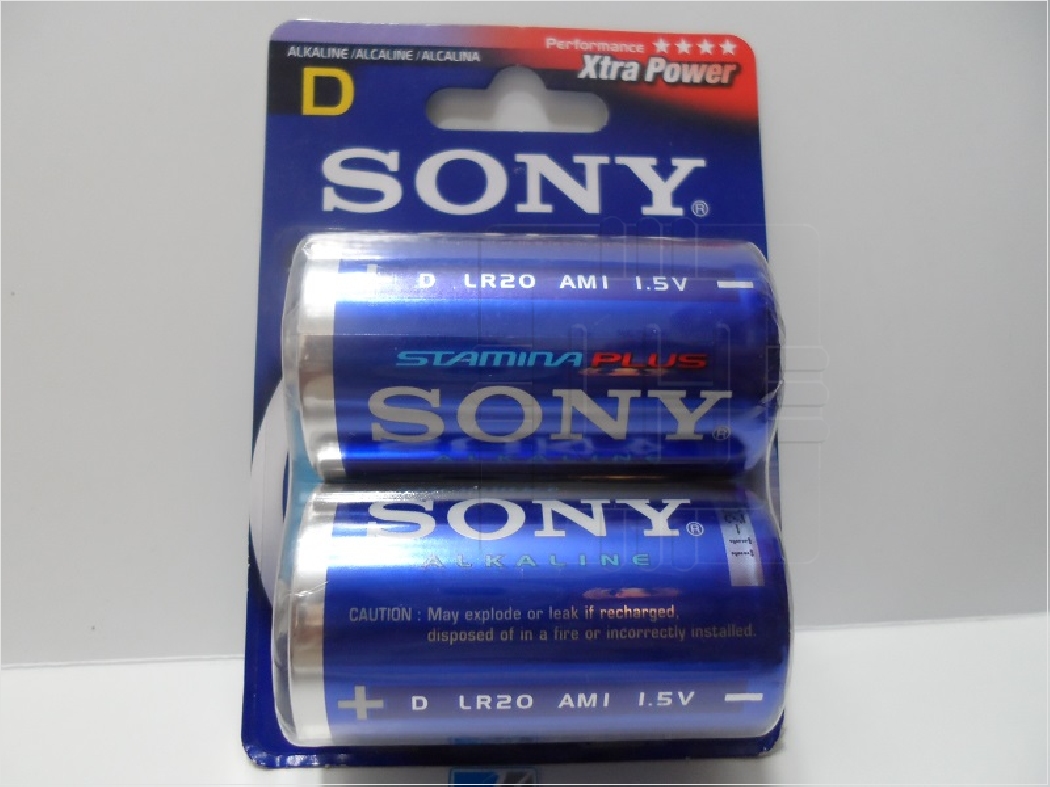 ALKALINE/ALCALINE/ALCALINA
Performance ★★★★
Xtra Power
D
SONY®
+ D LR20 AM1 1.5V −
STAMINA PLUS
SONY®
ALKALINE
SONY®
ALKALINE
CAUTION : May explode or leak if recharged,
disposed of in a fire or incorrectly installed.
+ D LR20 AM1 1.5V −